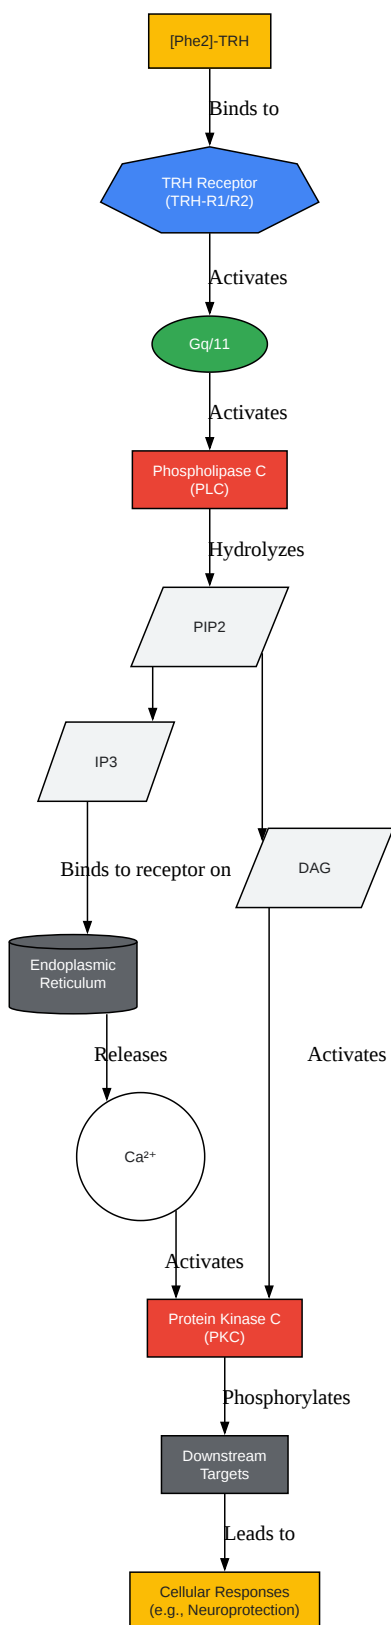 [Phe2]-TRH
Binds to
TRH Receptor
(TRH-R1/R2)
Activates
Gq/11
Activates
Phospholipase C
(PLC)
Hydrolyzes
PIP2
IP3
Binds to receptor on
DAG
Endoplasmic
Reticulum
Releases
Activates
Ca²⁺
Activates
Protein Kinase C
(PKC)
Phosphorylates
Downstream
Targets
Leads to
Cellular Responses
(e.g., Neuroprotection)